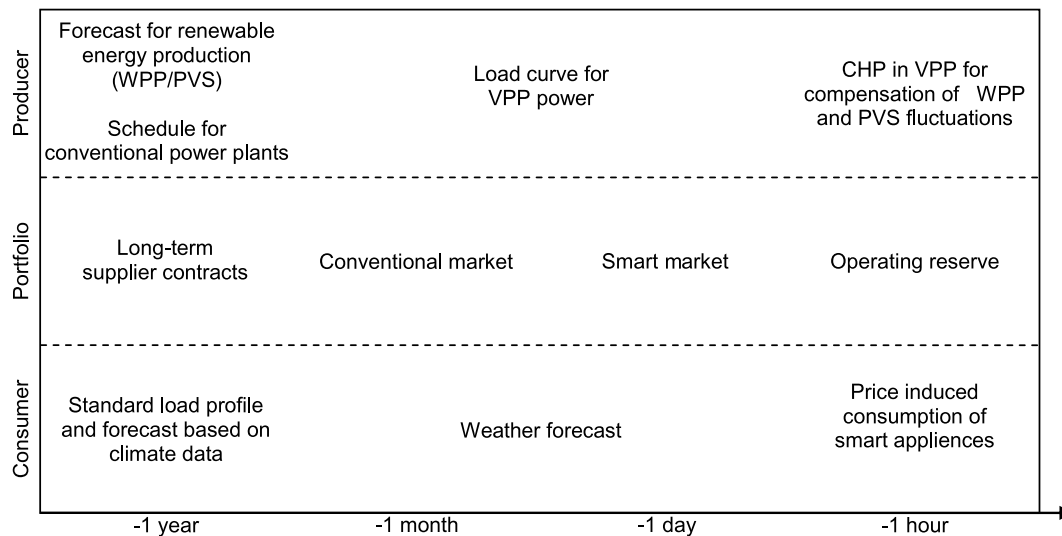 Producer
Forecast for renewable
energy production
(WPP/PVS)
Schedule for
conventional power plants
Load curve for
VPP power
CHP in VPP for
compensation of WPP
and PVS fluctuations
Portfolio
Long-term
supplier contracts
Conventional market
Smart market
Operating reserve
Consumer
Standard load profile
and forecast based on
climate data
Weather forecast
Price induced
consumption of
smart appliences
-1 year
-1 month
-1 day
-1 hour